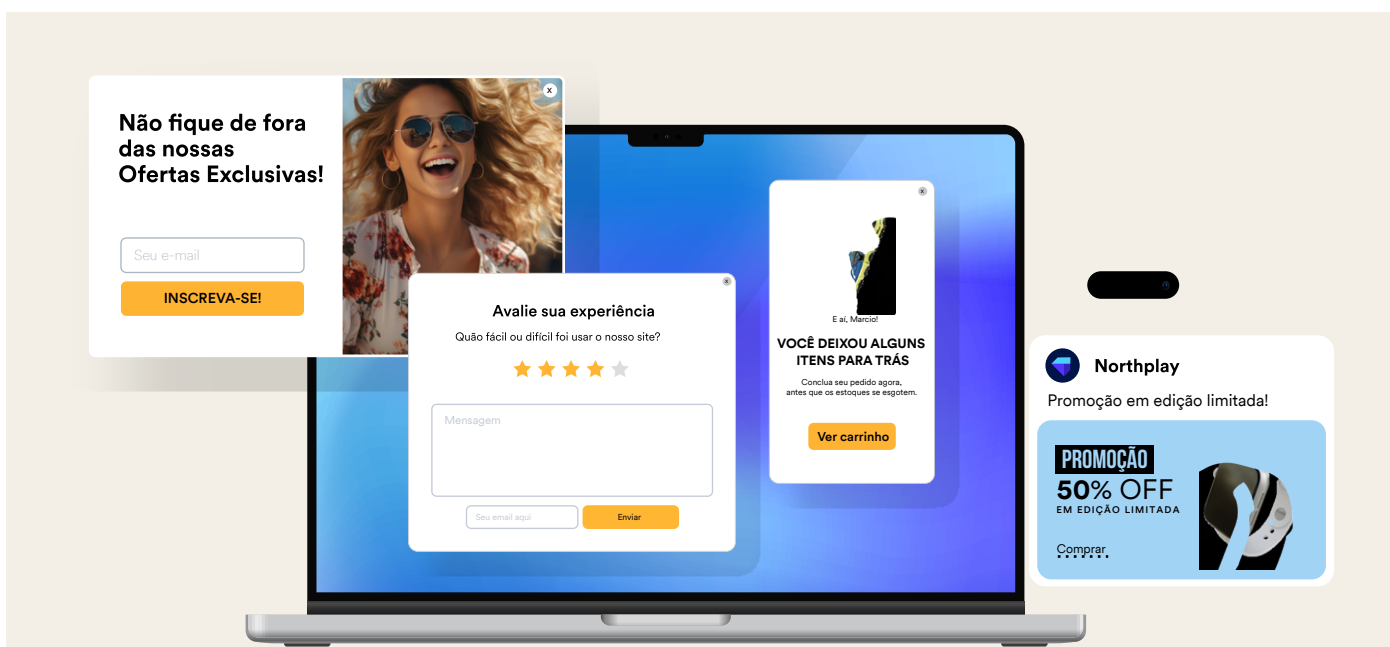 x
Não fique de fora
das nossas
Ofertas Exclusivas!
Seu e-mail
INSCREVA-SE!
x
Avalie sua experiência
Quão fácil ou difícil foi usar o nosso site?
Mensagem
Seu email aqui
Enviar
x
E aí, Marcio!
VOCÊ DEIXOU ALGUNS
ITENS PARA TRÁS
Conclua seu pedido agora,
antes que os estoques se esgotem.
Ver carrinho
Northplay
Promoção em edição limitada!
PROMOÇÃO
50% OFF
EM EDIÇÃO LIMITADA
Comprar